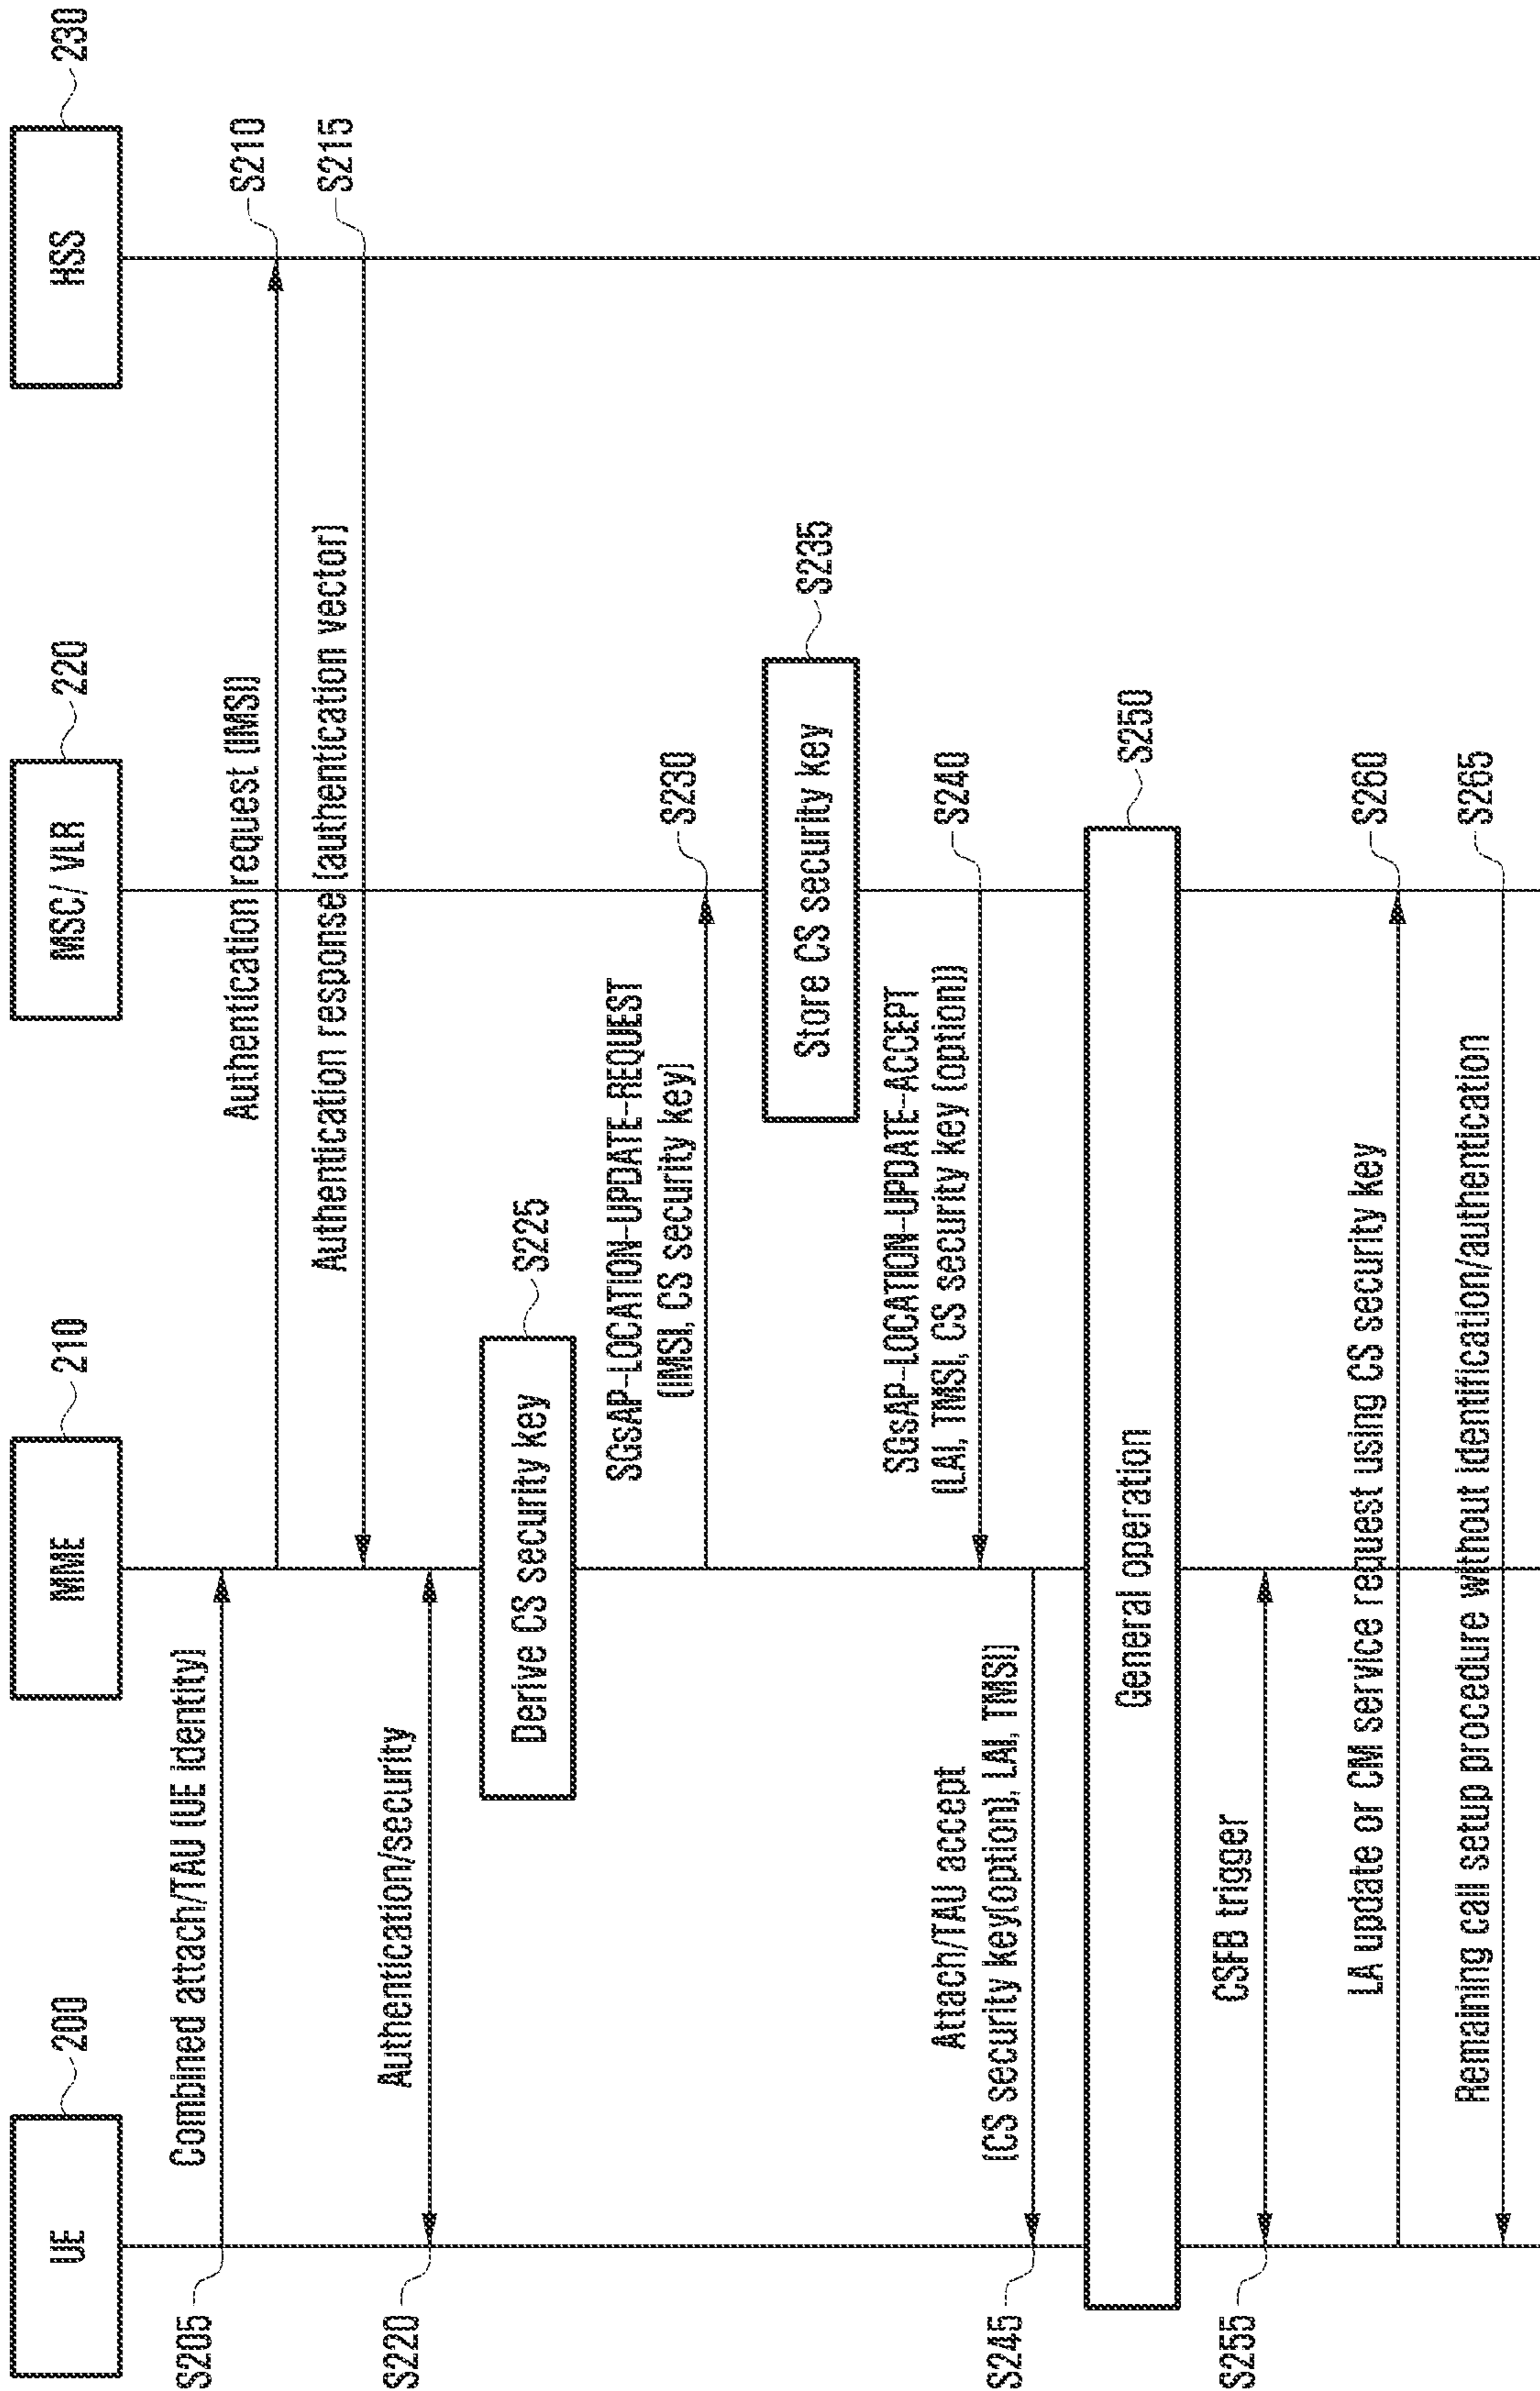 UE
200
MME
210
MSC / VLR
220
HSS
230
S205
Combined attach/TAU (UE identity)
Authentication request (IMSI)
S210
Authentication response (authentication vector)
S215
S220
Authentication/security
Derive CS security key
S225
SGsAP-LOCATION-UPDATE-REQUEST
(IMSI, CS security key)
S230
Store CS security key
S235
SGsAP-LOCATION-UPDATE-ACCEPT
(LAI, TMSI, CS security key (option))
S240
S245
Attach/TAU accept
(CS security key(option), LAI, TMSI)
General operation
S250
S255
CSFB trigger
LA update or CM service request using CS security key
S260
Remaining call setup procedure without identification/authentication
S265